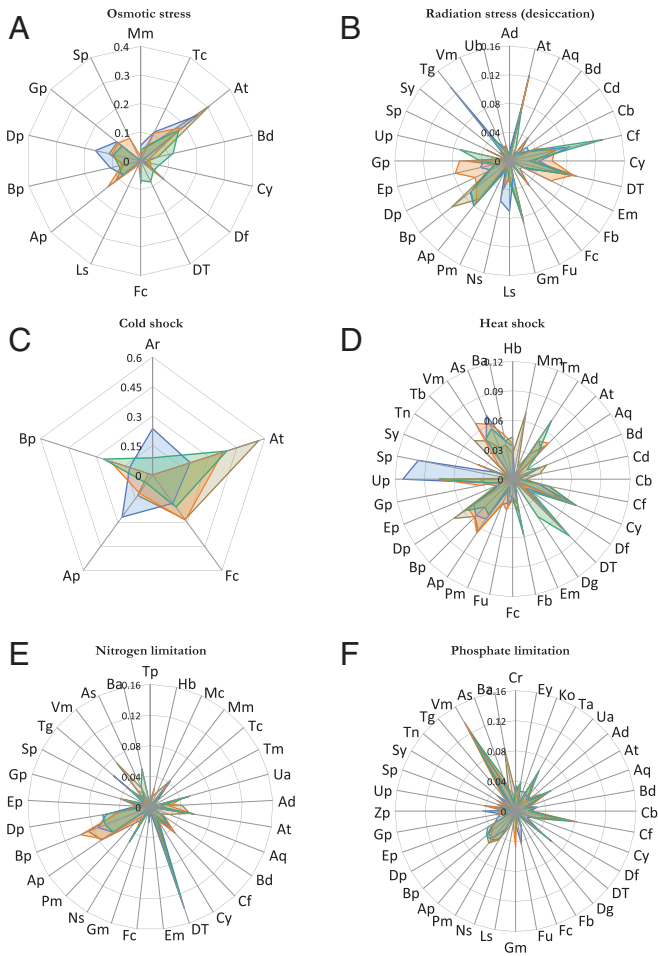 A
Osmotic stress
Mm
Tc
At
Bd
Cy
Df
DT
Fc
Ls
Ap
Bp
Dp
Gp
Sp
0.4
0.3
0.2
0.1
0
B
Radiation stress (desiccation)
Ad
At
Aq
Bd
Cd
Cb
Cf
Cy
DT
Em
Fb
Fc
Fu
Gm
Ls
Ns
Pm
Ap
Bp
Dp
Ep
Gp
Up
Sp
Sy
Tg
Vm
Ub
0.16
0.12
0.08
0.04
0
C
Cold shock
Ar
At
Fc
Ap
Bp
0.6
0.45
0.3
0.15
0
D
Heat shock
Hb
Mm
Tm
Ad
At
Aq
Bd
Cd
Cb
Cf
Cy
Df
DT
Dg
Em
Fb
Fc
Fu
Pm
Ap
Bp
Dp
Ep
Gp
Up
Sp
Sy
Tn
Tb
Vm
As
Ba
0.12
0.09
0.06
0.03
0
E
Nitrogen limitation
Tp
Hb
Mc
Mm
Tc
Tm
Ua
Ad
At
Aq
Bd
Cf
Cy
DT
Em
Fc
Gm
Ns
Pm
Ap
Bp
Dp
Ep
Gp
Sp
Tg
Vm
As
Ba
0.16
0.12
0.08
0.04
0
F
Phosphate limitation
Cr
Ey
Ko
Ta
Ua
Ad
At
Aq
Bd
Cb
Cf
Cy
Df
DT
Dg
Fb
Fc
Fu
Gm
Ls
Ns
Pm
Ap
Bp
Dp
Ep
Gp
Zp
Up
Sp
Sy
Tn
Tg
Vm
As
Ba
0.16
0.12
0.08
0.04
0